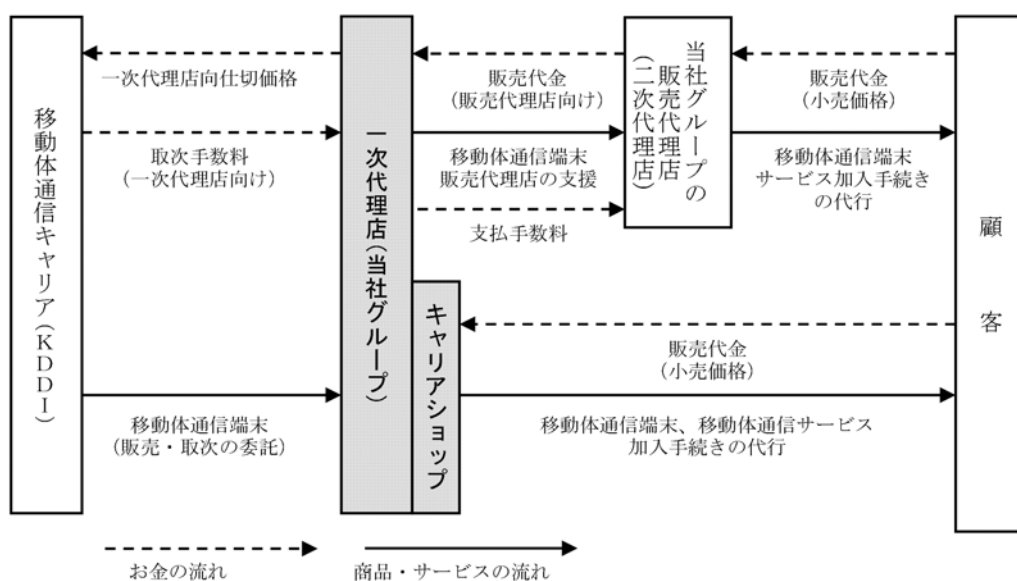 移動体通信キャリア(KDDI)
一次代理店向仕切価格
取次手数料
(一次代理店向け)
移動体通信端末
(販売・取次の委託)
一次代理店(当社グループ)
キャリアショップ
販売代金
(販売代理店向け)
移動体通信端末
販売代理店の支援
支払手数料
当社グループの
販売代理店
(二次代理店)
販売代金
(小売価格)
移動体通信端末
サービス加入手続き
の代行
販売代金
(小売価格)
移動体通信端末、移動体通信サービス
加入手続きの代行
顧客
お金の流れ
商品・サービスの流れ